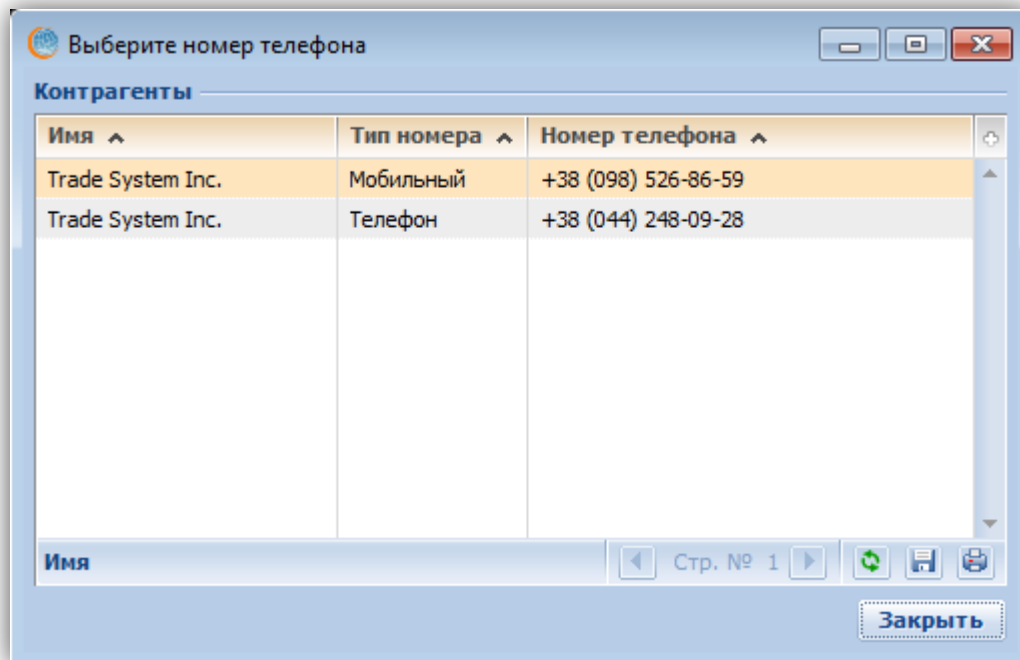 Выберите номер телефона
Контрагенты
Имя Тип номера Номер телефона
Trade System Inc. Мобильный +38 (098) 526-86-59
Trade System Inc. Телефон +38 (044) 248-09-28
Имя Стр. № 1
Закрыть